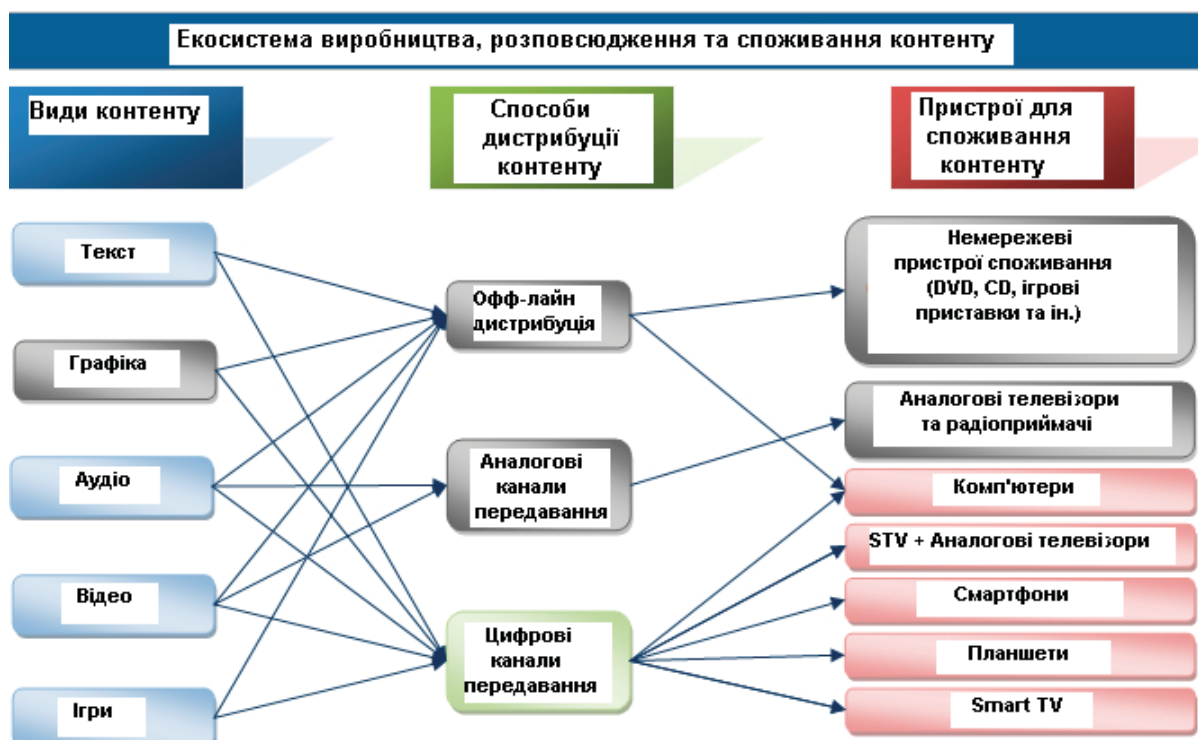 Екосистема виробництва, розповсюдження та споживання контенту
Види контенту
Способи
дистрибуції
контенту
Пристрої для
споживання
контенту
Текст
Графіка
Аудіо
Відео
Ігри
Офф-лайн
дистрибуція
Аналогові
канали
передавання
Цифрові
канали
передавання
Немережеві
пристрої споживання
(DVD, CD, ігрові
приставки та ін.)
Аналогові телевізори
та радіоприймачі
Комп'ютери
STV + Аналогові телевізори
Смартфони
Планшети
Smart TV